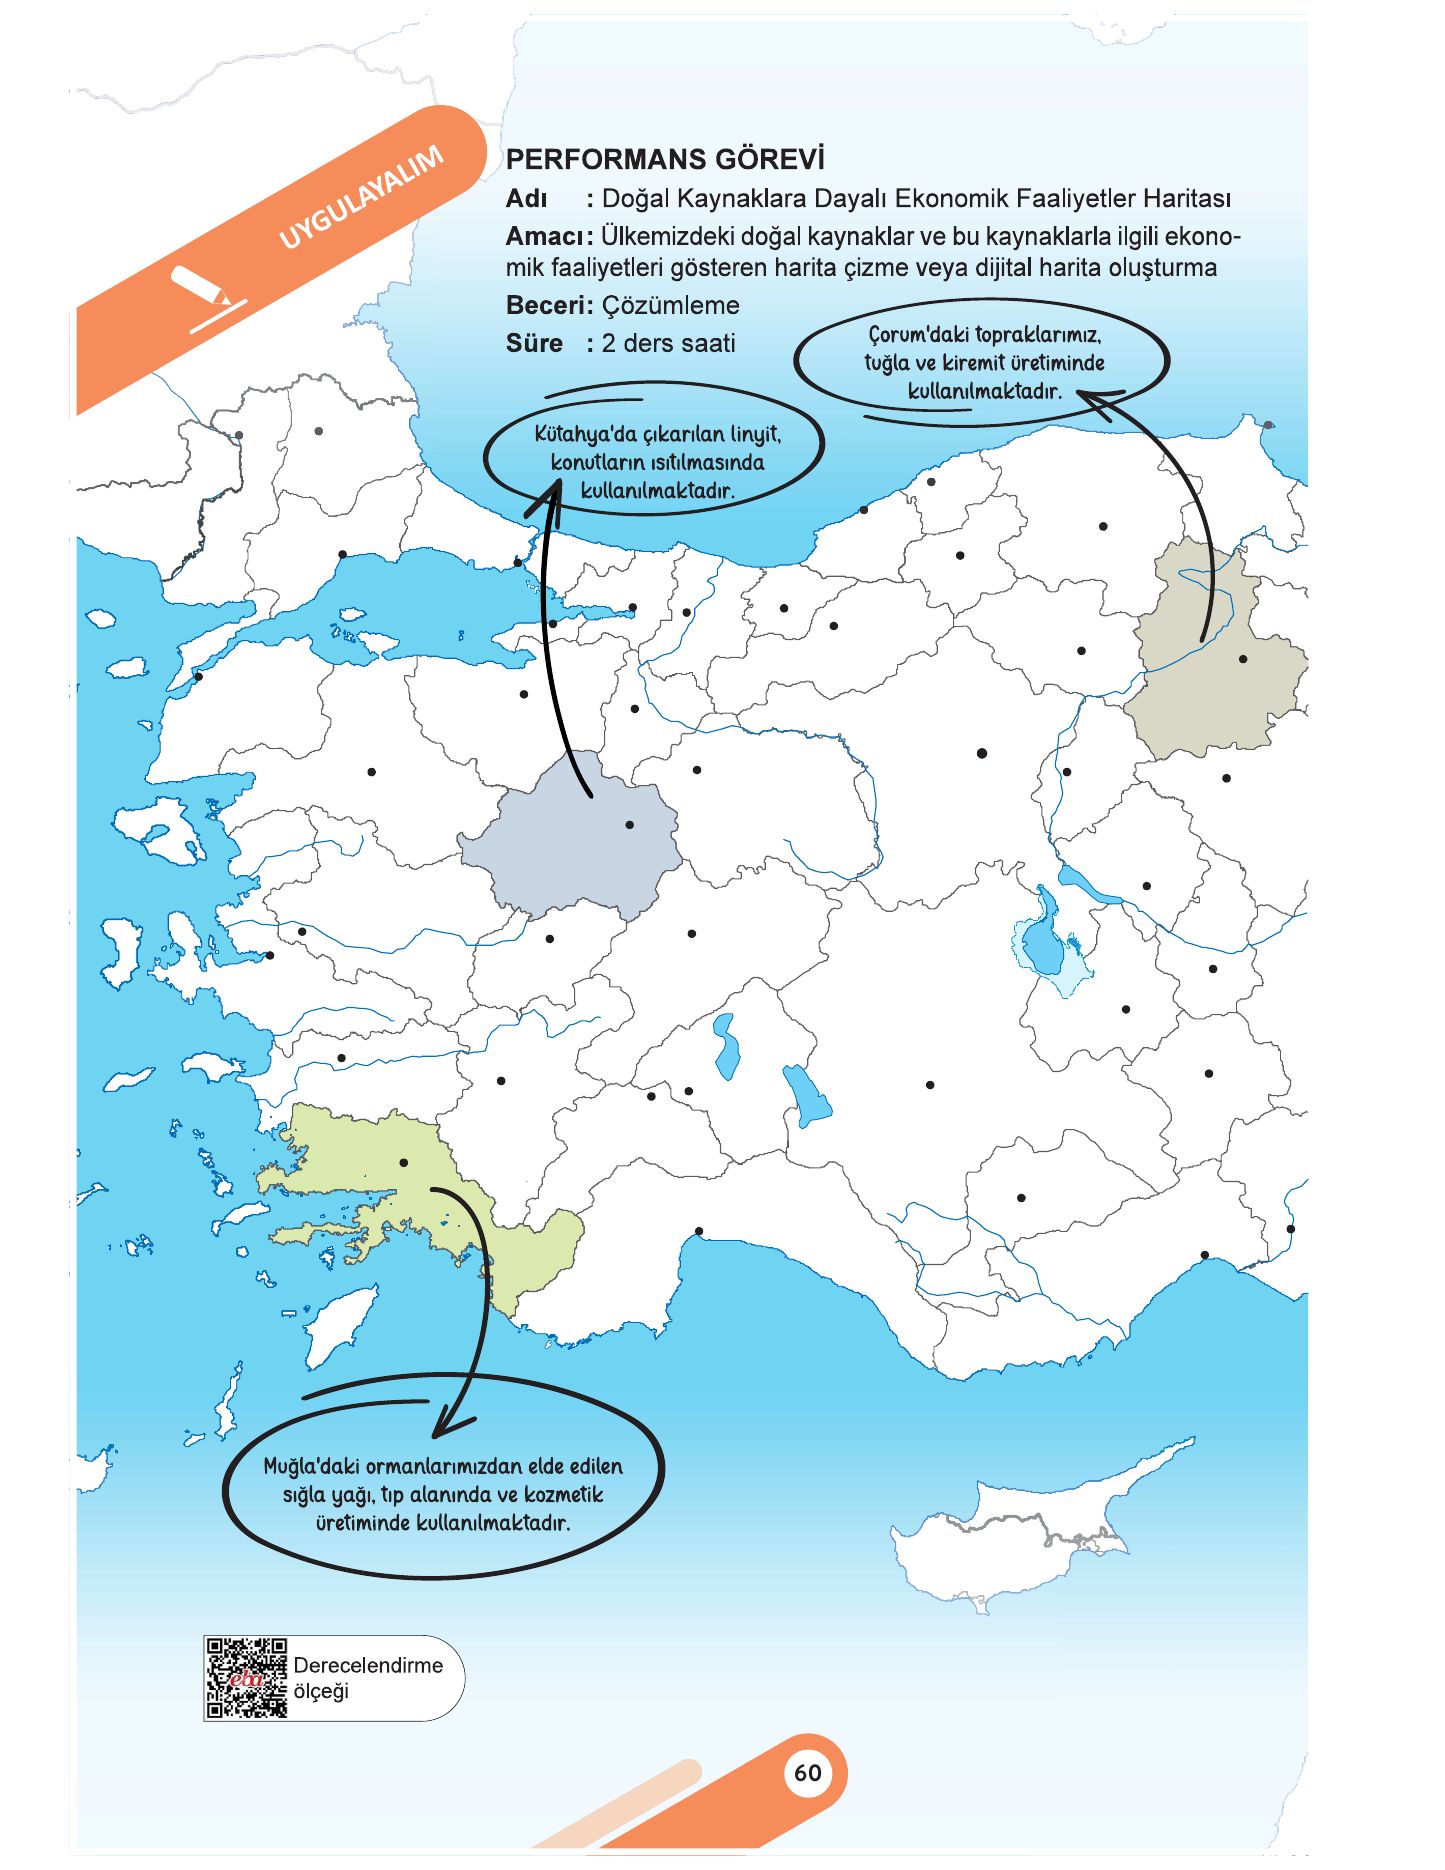 UYGULAYALIM
PERFORMANS GÖREVİ
Adı : Doğal Kaynaklara Dayalı Ekonomik Faaliyetler Haritası
Amacı : Ülkemizdeki doğal kaynaklar ve bu kaynaklarla ilgili ekono-
mik faaliyetleri gösteren harita çizme veya dijital harita oluşturma
Beceri : Çözümleme
Süre : 2 ders saati
Çorum'daki topraklarımız,
tuğla ve kiremit üretiminde
kullanılmaktadır.
Kütahya'da çıkarılan linyit,
konutların ısıtılmasında
kullanılmaktadır.
Muğla'daki ormanlarımızdan elde edilen
sığla yağı, tıp alanında ve kozmetik
üretiminde kullanılmaktadır.
eba
Derecelendirme
ölçeği
60